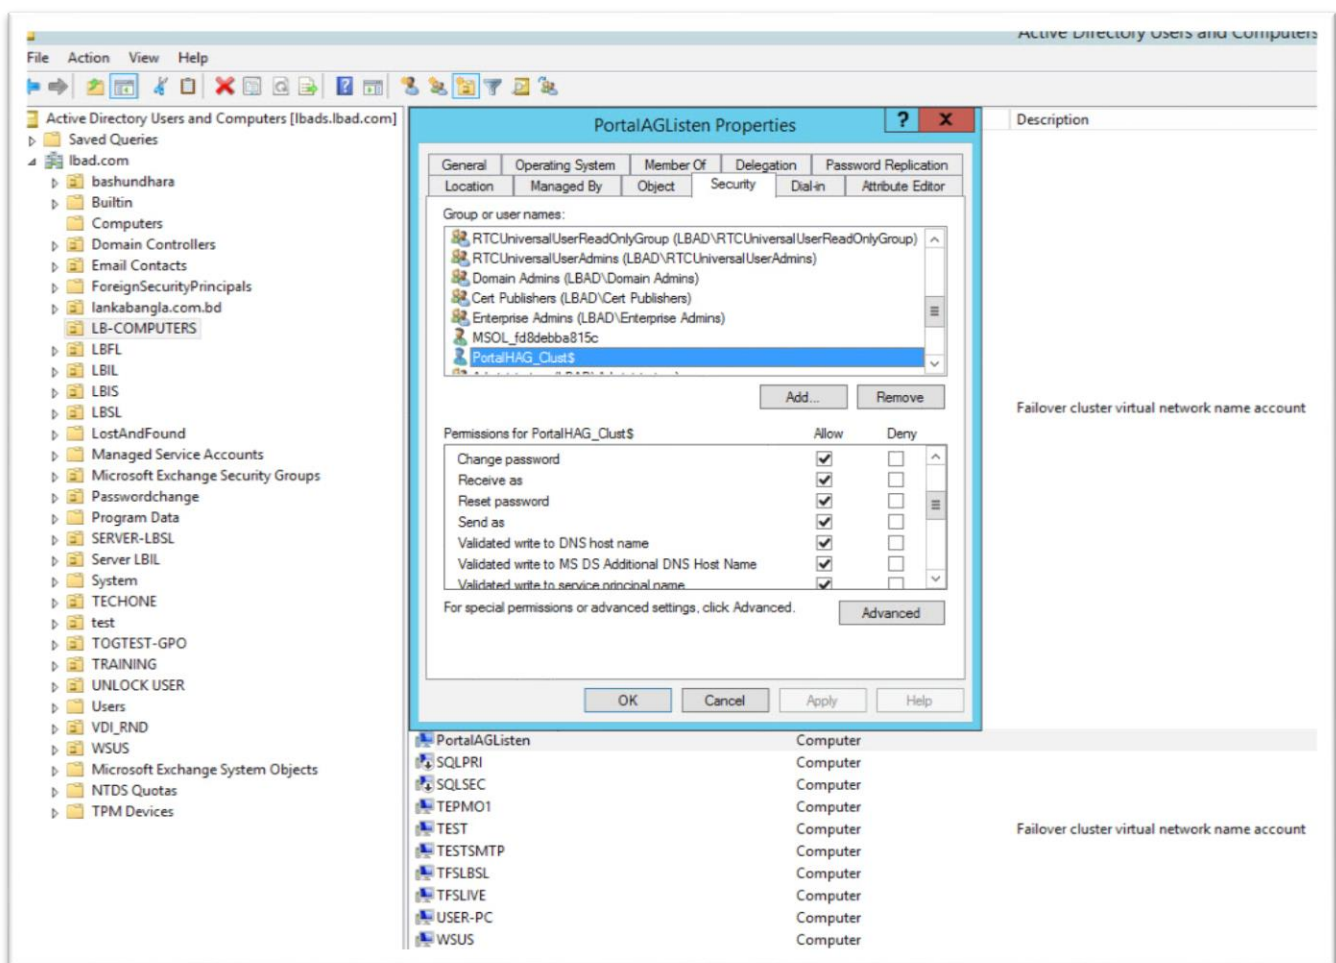 Active Directory Users and Computers
File Action View Help
Active Directory Users and Computers [lbads.lbad.com]
Saved Queries
lbad.com
bashundhara
Builtin
Computers
Domain Controllers
Email Contacts
ForeignSecurityPrincipals
lankabangla.com.bd
LB-COMPUTERS
LBFL
LBIL
LBIS
LBSL
LostAndFound
Managed Service Accounts
Microsoft Exchange Security Groups
Passwordchange
Program Data
SERVER-LBSL
Server LBIL
System
TECHONE
test
TOGTEST-GPO
TRAINING
UNLOCK USER
Users
VDI_RND
WSUS
Microsoft Exchange System Objects
NTDS Quotas
TPM Devices
PortalAGListen Properties
? X
General Operating System Member Of Delegation Password Replication
Location Managed By Object Security Dial-in Attribute Editor
Group or user names:
RTCUniversalUserReadOnlyGroup (LBAD\RTCUniversalUserReadOnlyGroup)
RTCUniversalUserAdmins (LBAD\RTCUniversalUserAdmins)
Domain Admins (LBAD\Domain Admins)
Cert Publishers (LBAD\Cert Publishers)
Enterprise Admins (LBAD\Enterprise Admins)
MSOL_fd8debba815c
PortalHAG_Clust$
Add... Remove
Permissions for PortalHAG_Clust$ Allow Deny
Change password
Receive as
Reset password
Send as
Validated write to DNS host name
Validated write to MS DS Additional DNS Host Name
Validated write to service principal name
For special permissions or advanced settings, click Advanced. Advanced
OK Cancel Apply Help
Description
Failover cluster virtual network name account
PortalAGListen Computer
SQLPRI Computer
SQLSEC Computer
TEPMO1 Computer
TEST Computer Failover cluster virtual network name account
TESTSMTP Computer
TFSLBSL Computer
TFSLIVE Computer
USER-PC Computer
WSUS Computer